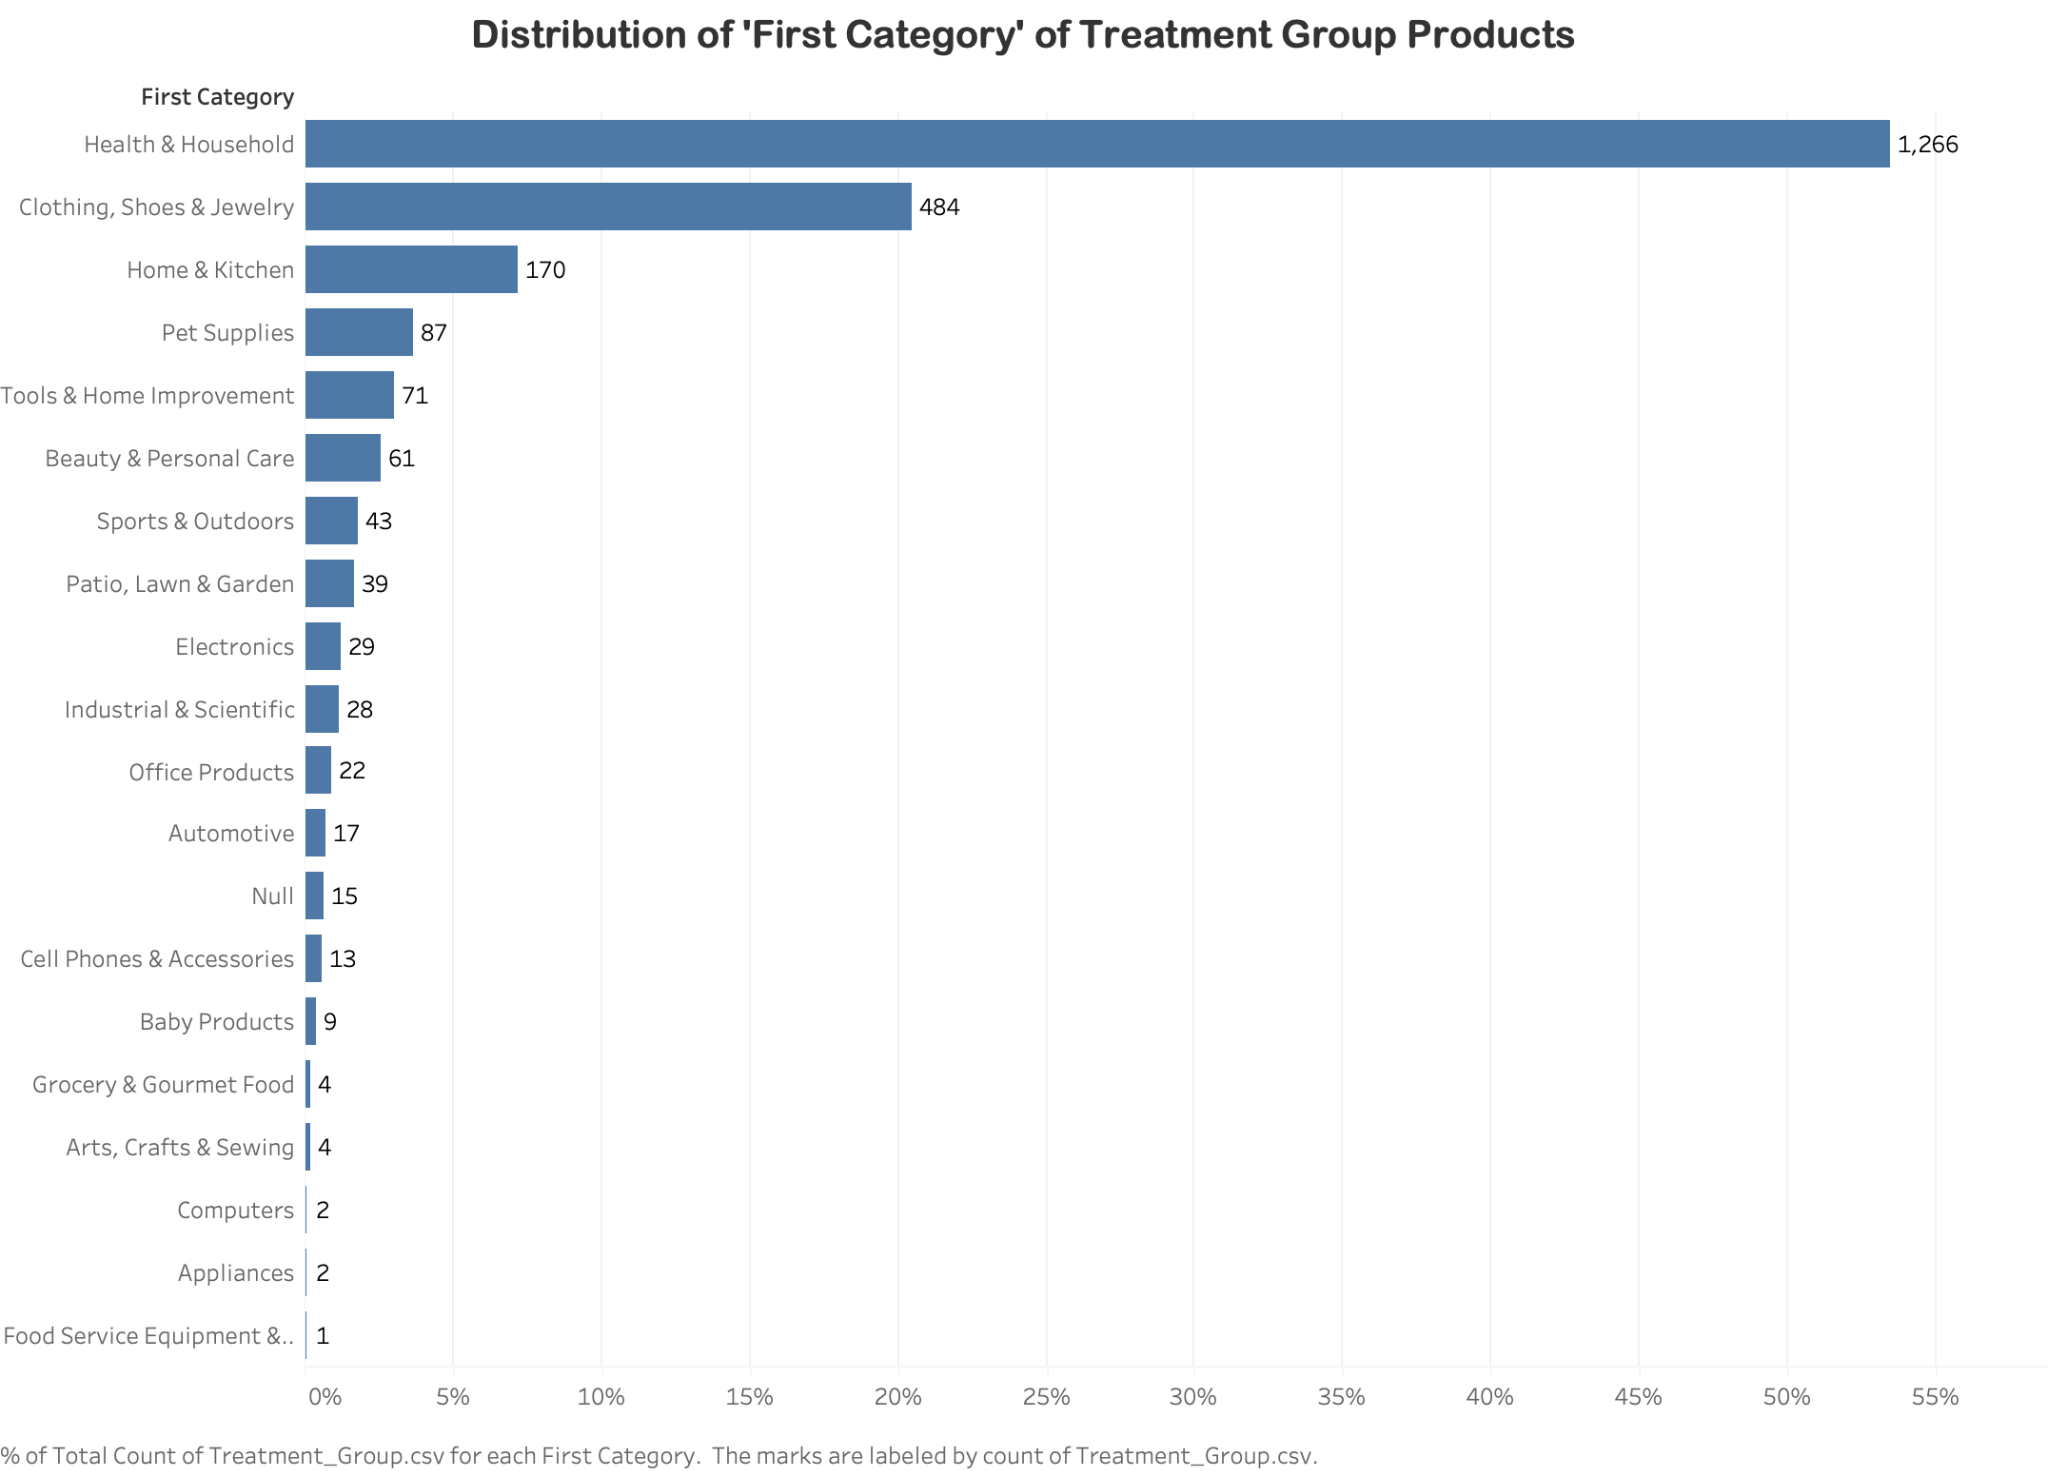 Distribution of 'First Category' of Treatment Group Products
First Category
Health & Household 1,266
Clothing, Shoes & Jewelry 484
Home & Kitchen 170
Pet Supplies 87
Tools & Home Improvement 71
Beauty & Personal Care 61
Sports & Outdoors 43
Patio, Lawn & Garden 39
Electronics 29
Industrial & Scientific 28
Office Products 22
Automotive 17
Null 15
Cell Phones & Accessories 13
Baby Products 9
Grocery & Gourmet Food 4
Arts, Crafts & Sewing 4
Computers 2
Appliances 2
Food Service Equipment &.. 1
0% 5% 10% 15% 20% 25% 30% 35% 40% 45% 50% 55%
% of Total Count of Treatment_Group.csv for each First Category.  The marks are labeled by count of Treatment_Group.csv.